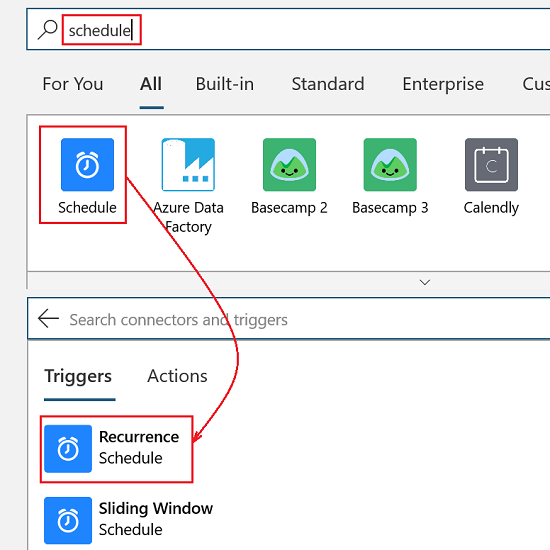 schedule
For You All Built-in Standard Enterprise Cus
Schedule Azure Data Factory Basecamp 2 Basecamp 3 Calendly
Search connectors and triggers
Triggers Actions
Recurrence
Schedule
Sliding Window
Schedule